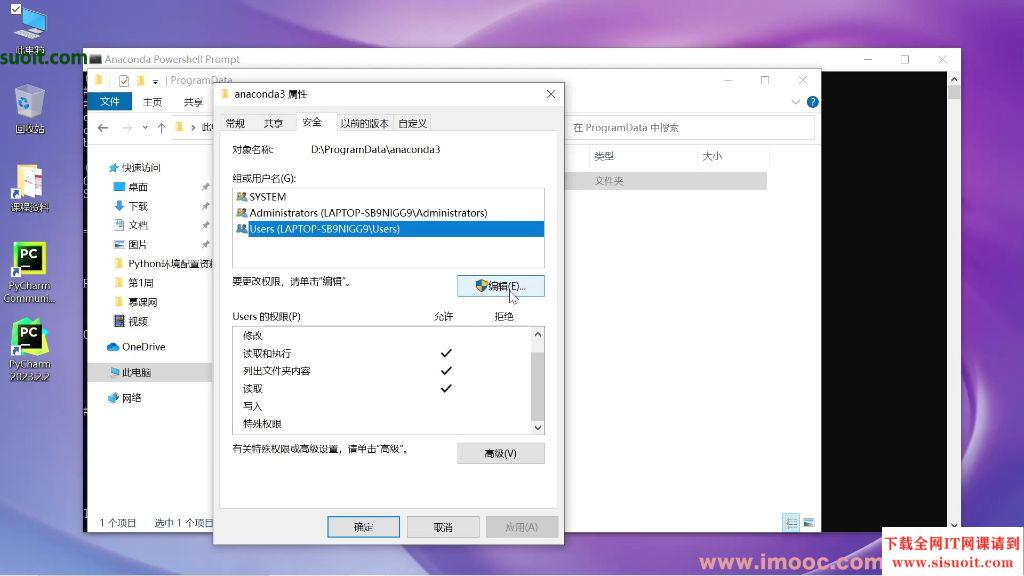 此电脑
suoit.com
回收站
课程资料
PyCharm
Communi...
PyCharm
2023.2.2
Anaconda Powershell Prompt
ProgramData
文件
主页
共享
此电
在 ProgramData 中搜索
类型
大小
文件夹
快速访问
桌面
下载
文档
图片
Python环境配置资料
第1周
慕课网
视频
OneDrive
此电脑
网络
1 个项目
选中 1 个项目
anaconda3 属性
常规
共享
安全
以前的版本
自定义
对象名称:
D:\ProgramData\anaconda3
组或用户名(G):
SYSTEM
Administrators (LAPTOP-SB9NIGG9\Administrators)
Users (LAPTOP-SB9NIGG9\Users)
要更改权限，请单击"编辑"。
编辑(E)...
Users 的权限(P)
允许
拒绝
修改
读取和执行
列出文件夹内容
读取
写入
特殊权限
有关特殊权限或高级设置，请单击"高级"。
高级(V)
确定
取消
应用(A)
www.imooc.com
下载全网IT网课请到
www.sisuoit.com